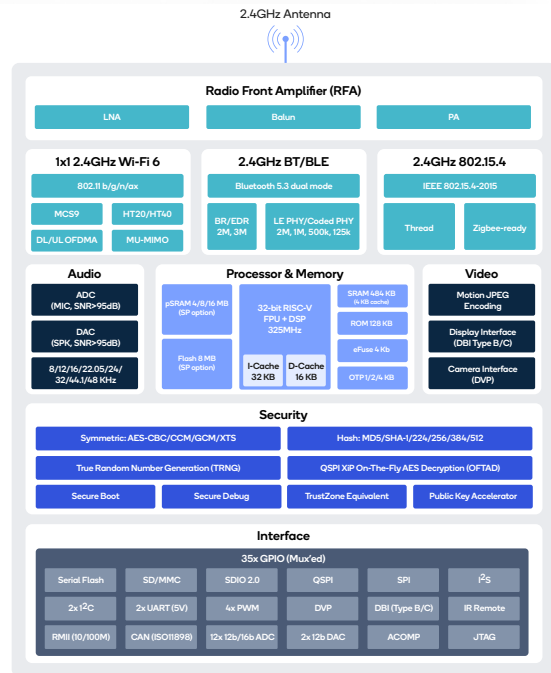 2.4GHz Antenna
Radio Front Amplifier (RFA)
LNA
Balun
PA
1x1 2.4GHz Wi-Fi 6
802.11 b/g/n/ax
MCS9
HT20/HT40
DL/UL OFDMA
MU-MIMO
2.4GHz BT/BLE
Bluetooth 5.3 dual mode
BR/EDR
2M, 3M
LE PHY/Coded PHY
2M, 1M, 500k, 125k
2.4GHz 802.15.4
IEEE 802.15.4-2015
Thread
Zigbee-ready
Audio
ADC
(MIC, SNR>95dB)
DAC
(SPK, SNR>95dB)
8/12/16/22.05/24/
32/44.1/48 KHz
Processor & Memory
pSRAM 4/8/16 MB
(SP option)
Flash 8 MB
(SP option)
32-bit RISC-V
FPU + DSP
325MHz
I-Cache
32 KB
D-Cache
16 KB
SRAM 484 KB
(4 KB cache)
ROM 128 KB
eFuse 4 Kb
OTP 1/2/4 KB
Video
Motion JPEG
Encoding
Display Interface
(DBI Type B/C)
Camera Interface
(DVP)
Security
Symmetric: AES-CBC/CCM/GCM/XTS
Hash: MD5/SHA-1/224/256/384/512
True Random Number Generation (TRNG)
QSPI XiP On-The-Fly AES Decryption (OFTAD)
Secure Boot
Secure Debug
TrustZone Equivalent
Public Key Accelerator
Interface
35x GPIO (Mux'ed)
Serial Flash
SD/MMC
SDIO 2.0
QSPI
SPI
I²S
2x I²C
2x UART (5V)
4x PWM
DVP
DBI (Type B/C)
IR Remote
RMII (10/100M)
CAN (ISO11898)
12x 12b/16b ADC
2x 12b DAC
ACOMP
JTAG